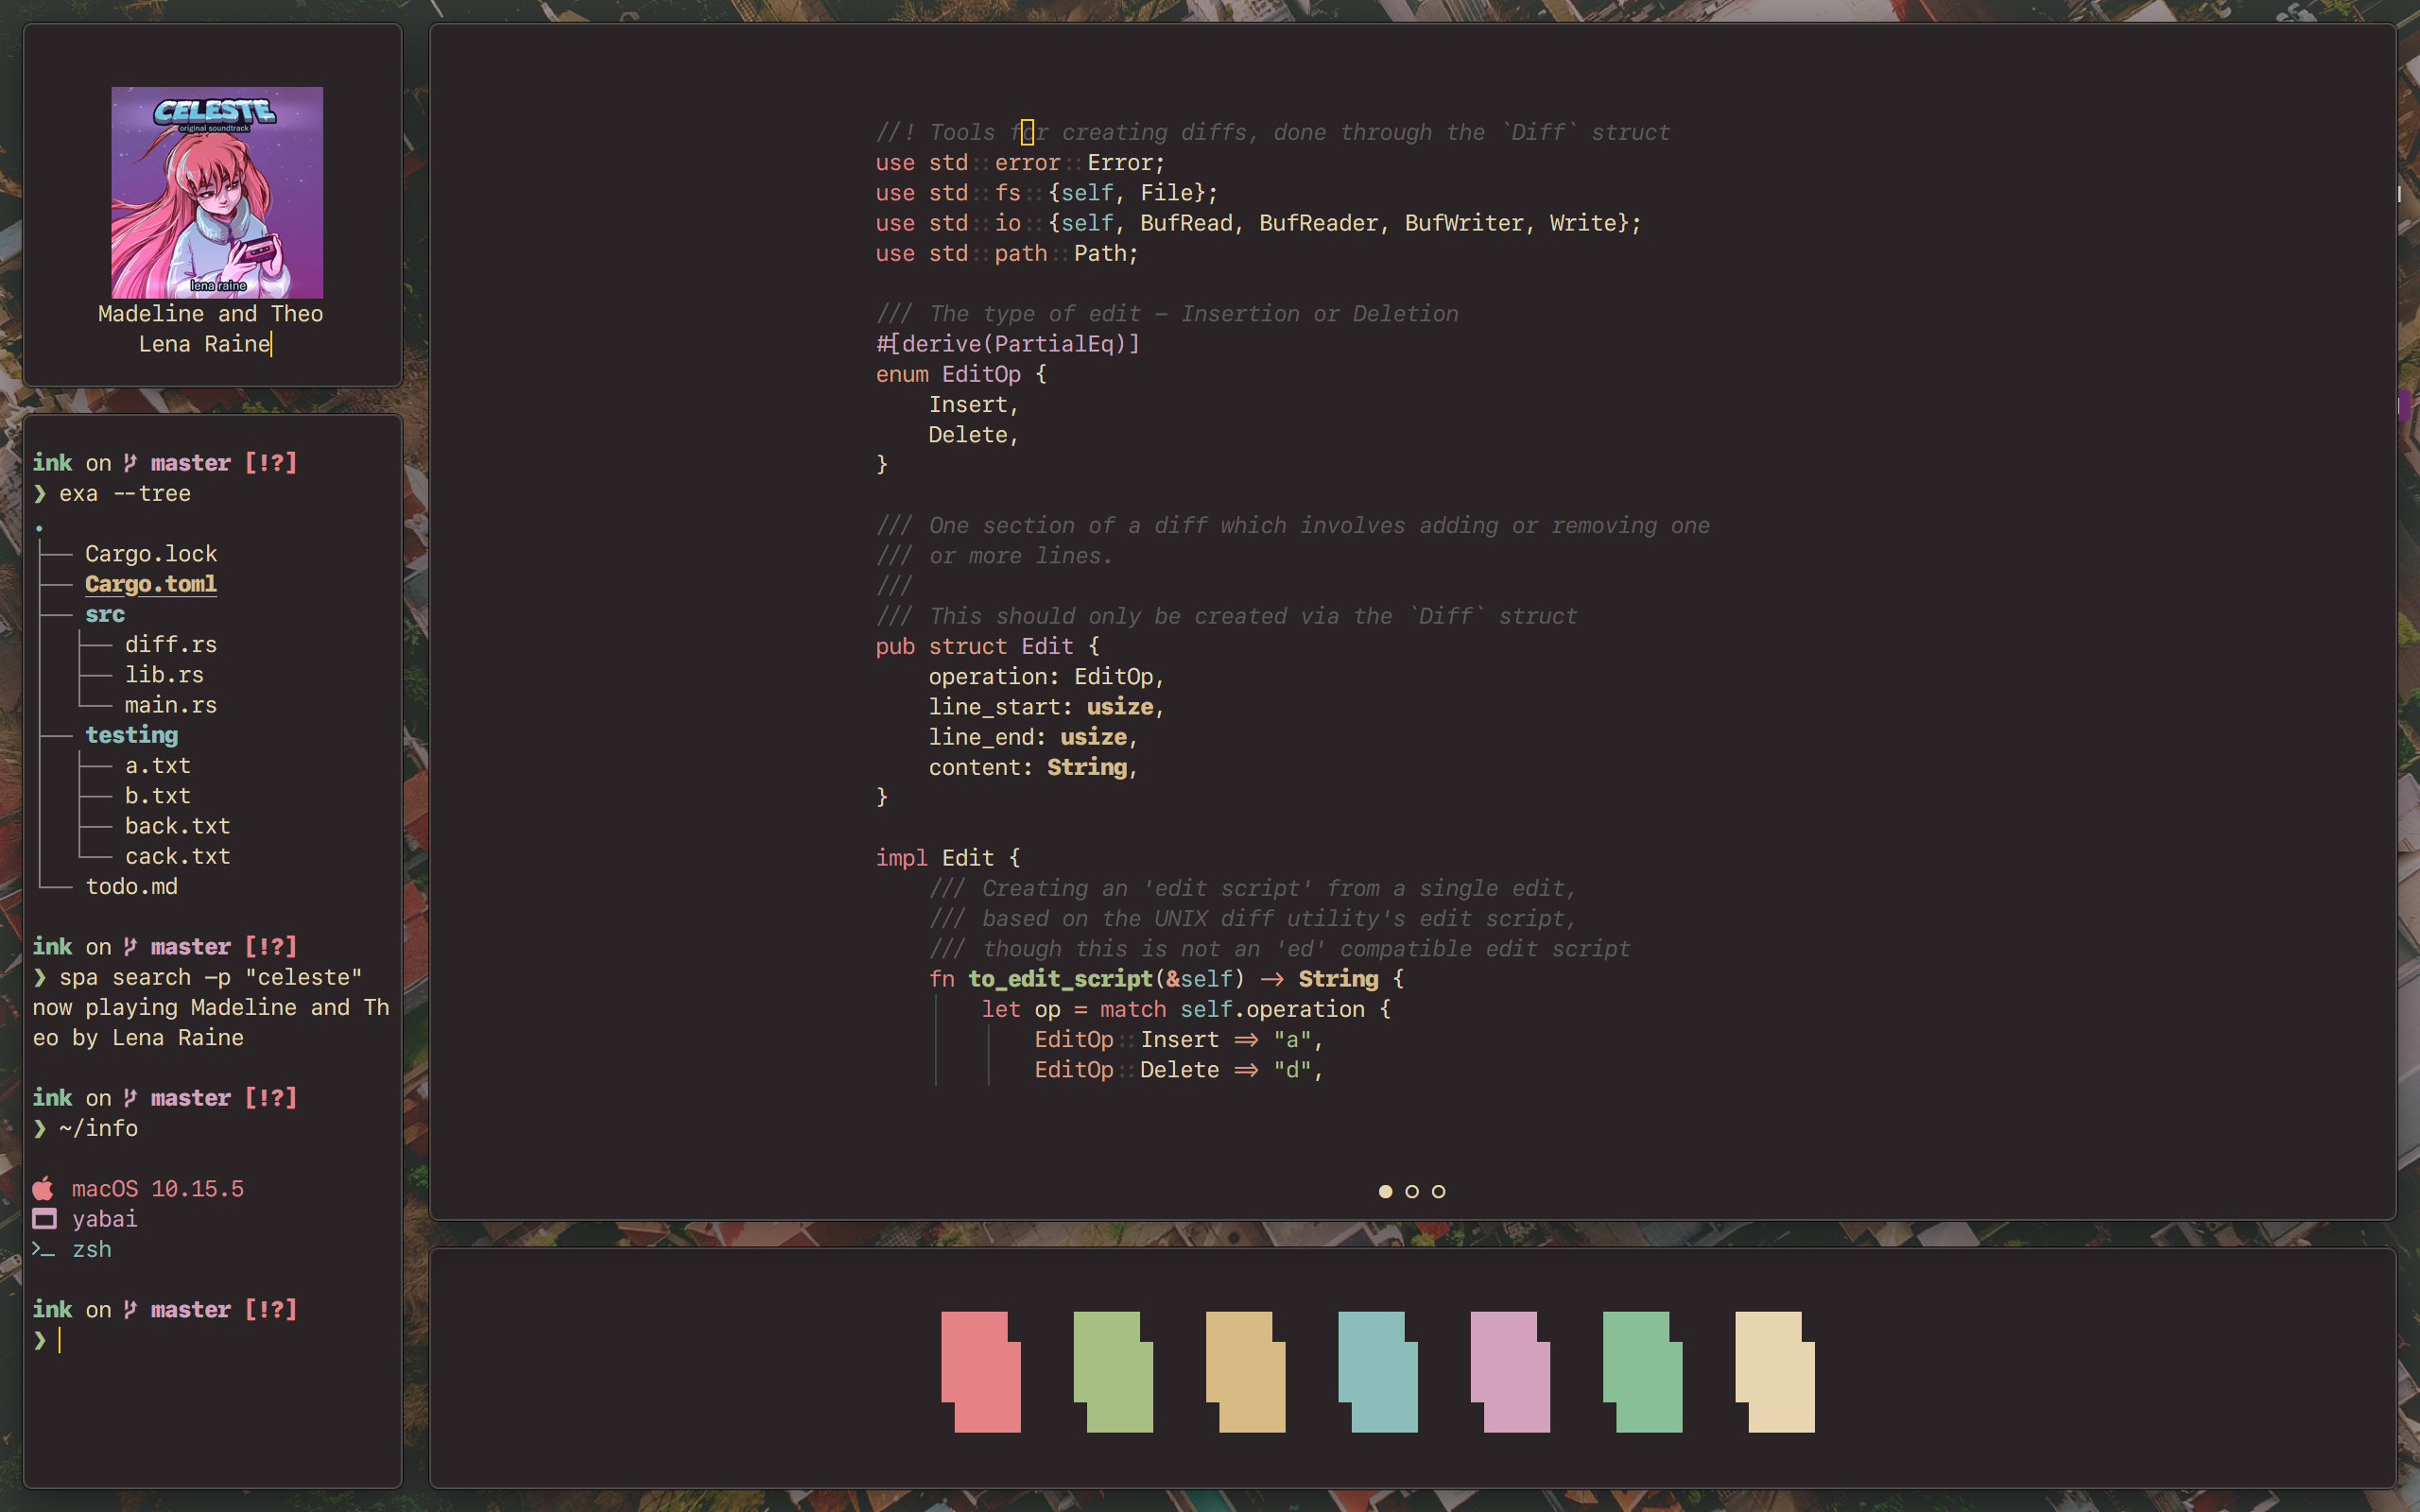 CELESTE
original soundtrack
lena raine
Madeline and Theo
Lena Raine
ink on master [!?]
❯ exa --tree
.
├── Cargo.lock
├── Cargo.toml
├── src
│  ├── diff.rs
│  ├── lib.rs
│  └── main.rs
├── testing
│  ├── a.txt
│  ├── b.txt
│  ├── back.txt
│  └── cack.txt
└── todo.md
ink on master [!?]
❯ spa search -p "celeste"
now playing Madeline and Th
eo by Lena Raine
ink on master [!?]
❯ ~/info
macOS 10.15.5
yabai
zsh
ink on master [!?]
❯
//! Tools for creating diffs, done through the `Diff` struct
use std::error::Error;
use std::fs::{self, File};
use std::io::{self, BufRead, BufReader, BufWriter, Write};
use std::path::Path;
/// The type of edit — Insertion or Deletion
#[derive(PartialEq)]
enum EditOp {
    Insert,
    Delete,
}
/// One section of a diff which involves adding or removing one
/// or more lines.
///
/// This should only be created via the `Diff` struct
pub struct Edit {
    operation: EditOp,
    line_start: usize,
    line_end: usize,
    content: String,
}
impl Edit {
    /// Creating an 'edit script' from a single edit,
    /// based on the UNIX diff utility's edit script,
    /// though this is not an 'ed' compatible edit script
    fn to_edit_script(&self) -> String {
        let op = match self.operation {
            EditOp::Insert => "a",
            EditOp::Delete => "d",